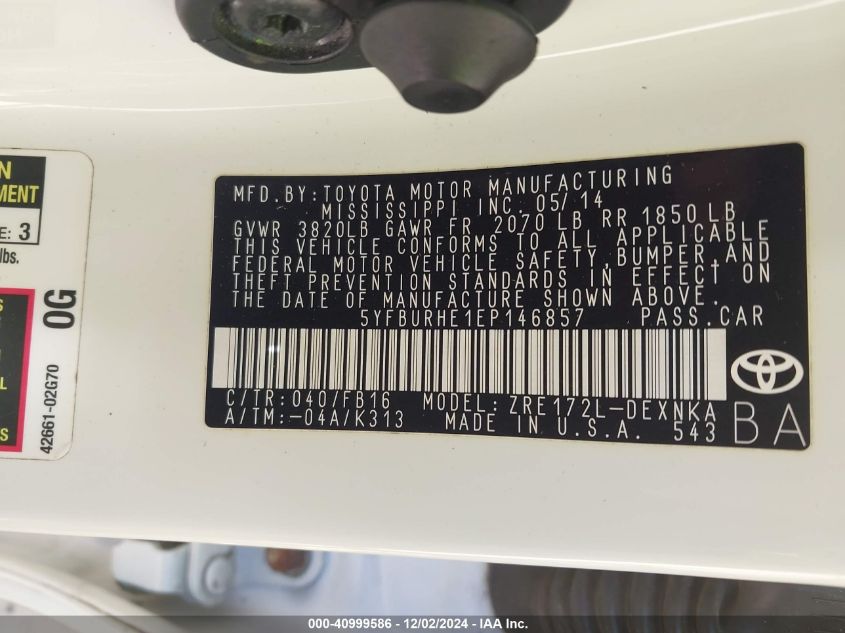 MFD.BY:TOYOTA MOTOR MANUFACTURING
MISSISSIPPI INC. 05/14
GVWR 3820LB GAWR FR 2070 LB RR 1850 LB
THIS VEHICLE CONFORMS TO ALL APPLICABLE
FEDERAL MOTOR VEHICLE SAFETY,BUMPER,AND
THEFT PREVENTION STANDARDS IN EFFECT ON
THE DATE OF MANUFACTURE SHOWN ABOVE.
5YFBURHE1EP146857 PASS.CAR
C/TR:040/FB16 MODEL:ZRE172L-DEXNKA
A/TM:-04A/K313 MADE IN U.S.A. 543
BA
N
MENT
E: 3
lbs.
S
L
S
0G
42661-02G70
000-40999586 - 12/02/2024 - IAA Inc.